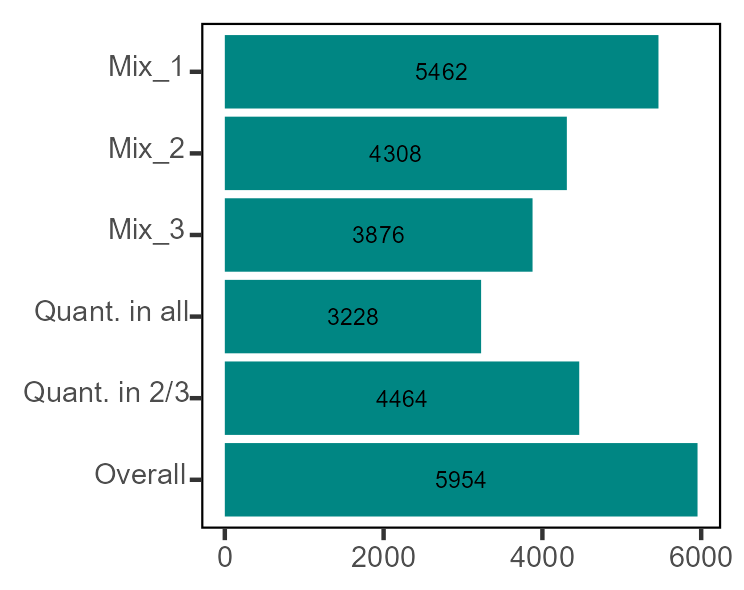 Mix_1
5462
Mix_2
4308
Mix_3
3876
Quant. in all
3228
Quant. in 2/3
4464
Overall
5954
0 2000 4000 6000